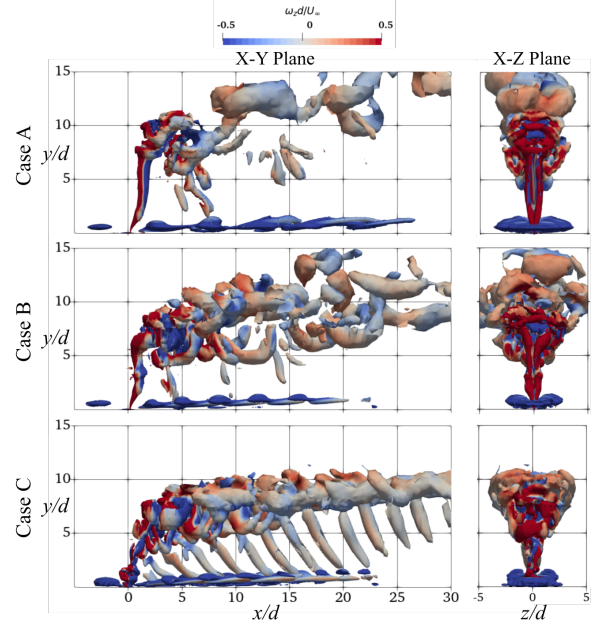 ω_z d/U_∞
-0.5 0 0.5
X-Y Plane X-Z Plane
Case A
y/d
15
10
5
Case B
y/d
15
10
5
Case C
y/d
15
10
5
0 5 10 15 20 25 30
-5 0 5
x/d z/d